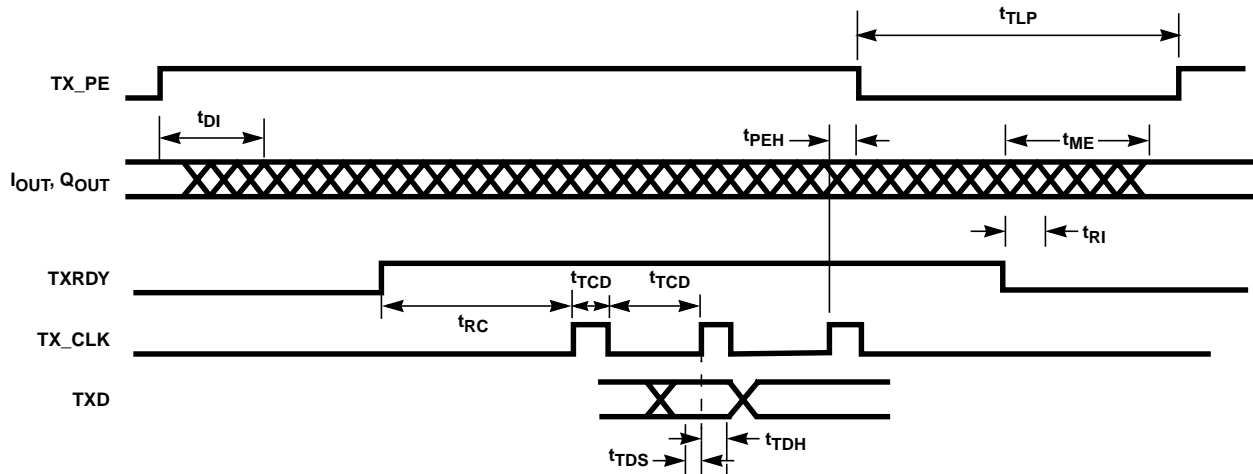 tTLP
TX_PE
tDI
tPEH
tME
IOUT, QOUT
tRI
TXRDY
tTCD
tTCD
tRC
TX_CLK
TXD
tTDH
tTDS